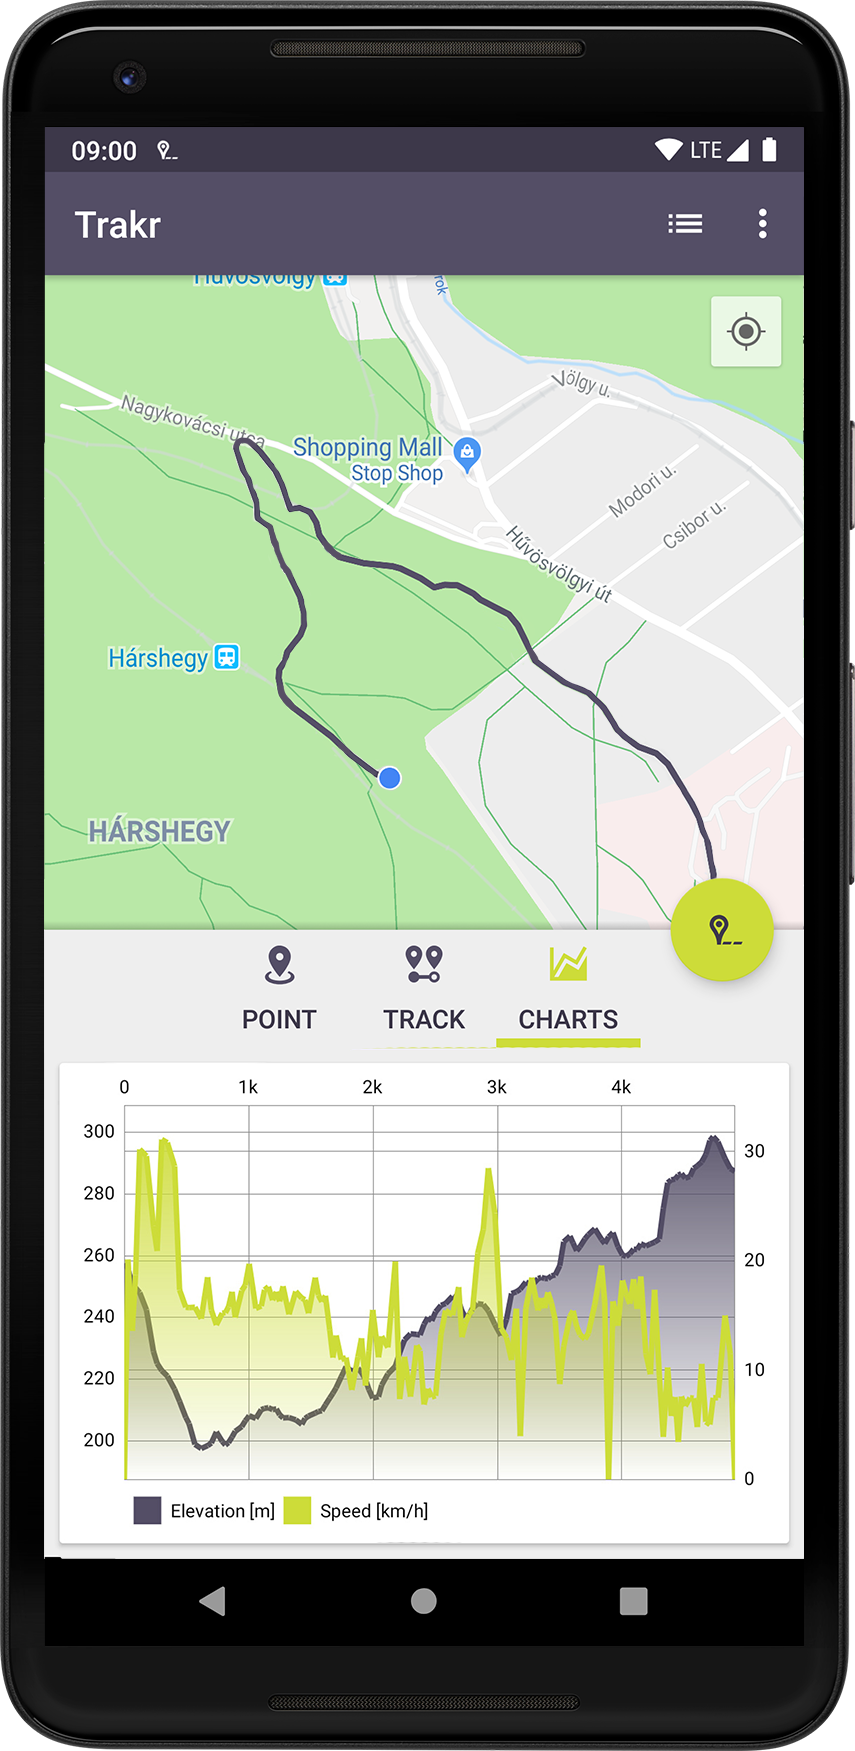 09:00 LTE
Trakr
Hűvösvölgy
Völgy u.
Nagykovácsi utca
Shopping Mall
Stop Shop
Modori u.
Csibor u.
Hűvösvölgyi út
Hárshegy
HÁRSHEGY
POINT TRACK CHARTS
0 1k 2k 3k 4k
300 30
280
260 20
240
220 10
200
0
Elevation [m] Speed [km/h]